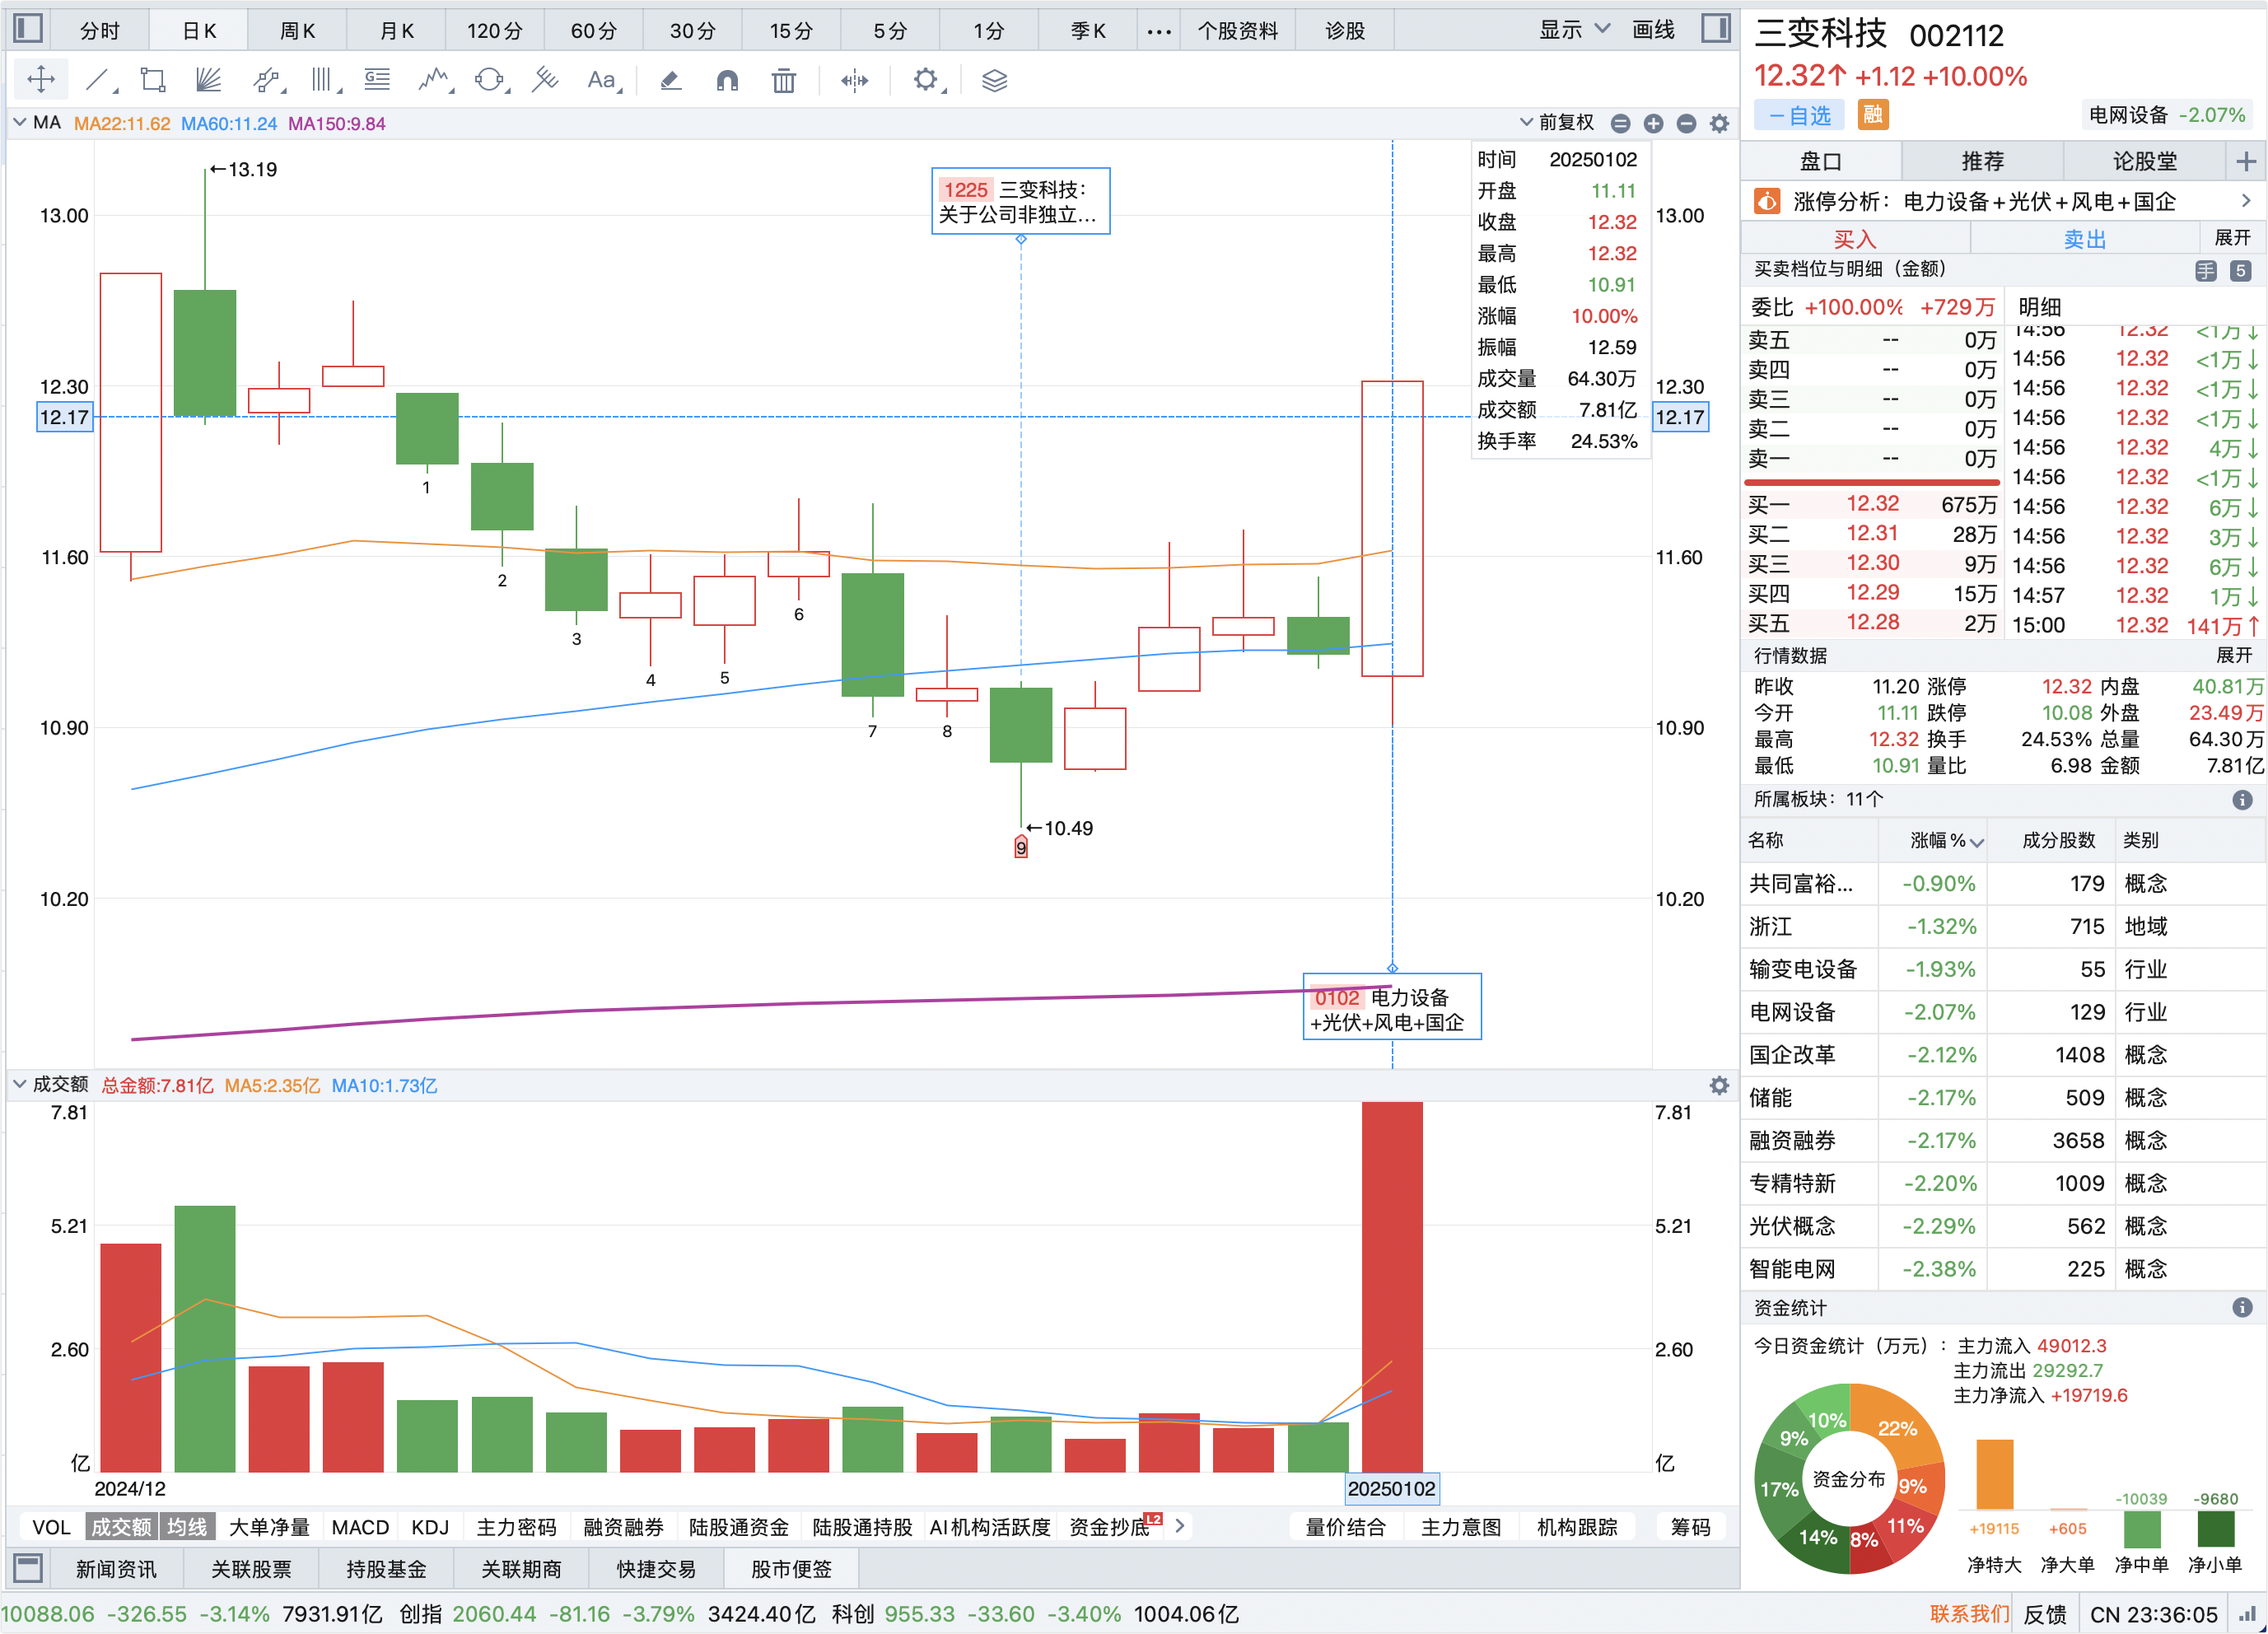 分时 日K 周K 月K 120分 60分 30分 15分 5分 1分 季K ••• 个股资料 诊股 显示 画线
Aa
MA MA22:11.62 MA60:11.24 MA150:9.84 前复权
13.00
12.30
12.17
11.60
10.90
10.20
←13.19
1225 三变科技：
关于公司非独立...
1
2
3
4
5
6
7
8
9
←10.49
0102 电力设备
+光伏+风电+国企
时间 20250102
开盘 11.11
收盘 12.32
最高 12.32
最低 10.91
涨幅 10.00%
振幅 12.59
成交量 64.30万
成交额 7.81亿
换手率 24.53%
13.00
12.30
12.17
11.60
10.90
10.20
成交额 总金额:7.81亿 MA5:2.35亿 MA10:1.73亿
7.81
5.21
2.60
亿
7.81
5.21
2.60
亿
2024/12 20250102
VOL 成交额 均线 大单净量 MACD KDJ 主力密码 融资融券 陆股通资金 陆股通持股 AI机构活跃度 资金抄底 L2 量价结合 主力意图 机构跟踪 筹码
新闻资讯 关联股票 持股基金 关联期商 快捷交易 股市便签
10088.06 -326.55 -3.14% 7931.91亿 创指 2060.44 -81.16 -3.79% 3424.40亿 科创 955.33 -33.60 -3.40% 1004.06亿 联系我们 反馈 CN 23:36:05
三变科技 002112
12.32↑ +1.12 +10.00%
－自选 融 电网设备 -2.07%
盘口 推荐 论股堂
涨停分析：电力设备+光伏+风电+国企
买入 卖出 展开
买卖档位与明细（金额） 手 5
委比 +100.00% +729万 明细
卖五 -- 0万
卖四 -- 0万
卖三 -- 0万
卖二 -- 0万
卖一 -- 0万
买一 12.32 675万
买二 12.31 28万
买三 12.30 9万
买四 12.29 15万
买五 12.28 2万
14:56 12.32 <1万↓
14:56 12.32 <1万↓
14:56 12.32 <1万↓
14:56 12.32 <1万↓
14:56 12.32 4万↓
14:56 12.32 <1万↓
14:56 12.32 6万↓
14:56 12.32 3万↓
14:56 12.32 6万↓
14:57 12.32 1万↓
15:00 12.32 141万↑
行情数据 展开
昨收 11.20 涨停 12.32 内盘 40.81万
今开 11.11 跌停 10.08 外盘 23.49万
最高 12.32 换手 24.53% 总量 64.30万
最低 10.91 量比 6.98 金额 7.81亿
所属板块：11个
名称 涨幅% 成分股数 类别
共同富裕... -0.90% 179 概念
浙江 -1.32% 715 地域
输变电设备 -1.93% 55 行业
电网设备 -2.07% 129 行业
国企改革 -2.12% 1408 概念
储能 -2.17% 509 概念
融资融券 -2.17% 3658 概念
专精特新 -2.20% 1009 概念
光伏概念 -2.29% 562 概念
智能电网 -2.38% 225 概念
资金统计
今日资金统计（万元）：主力流入 49012.3
主力流出 29292.7
主力净流入 +19719.6
资金分布
22%
9%
11%
8%
14%
17%
9%
10%
+19115 +605 -10039 -9680
净特大 净大单 净中单 净小单